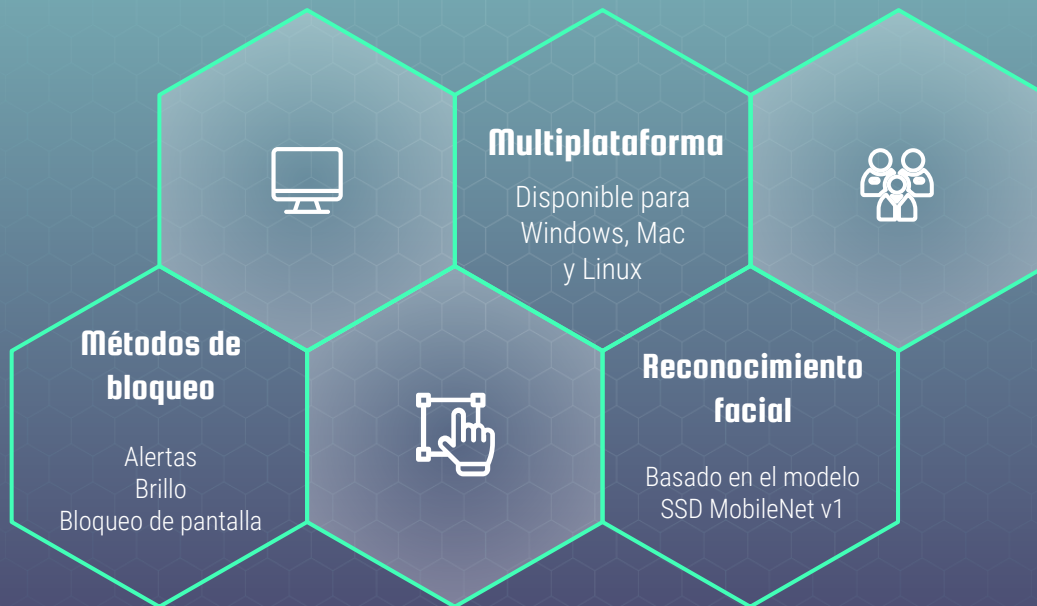 Multiplataforma
Disponible para
Windows, Mac
y Linux
Métodos de
bloqueo
Alertas
Brillo
Bloqueo de pantalla
Reconocimiento
facial
Basado en el modelo
SSD MobileNet v1